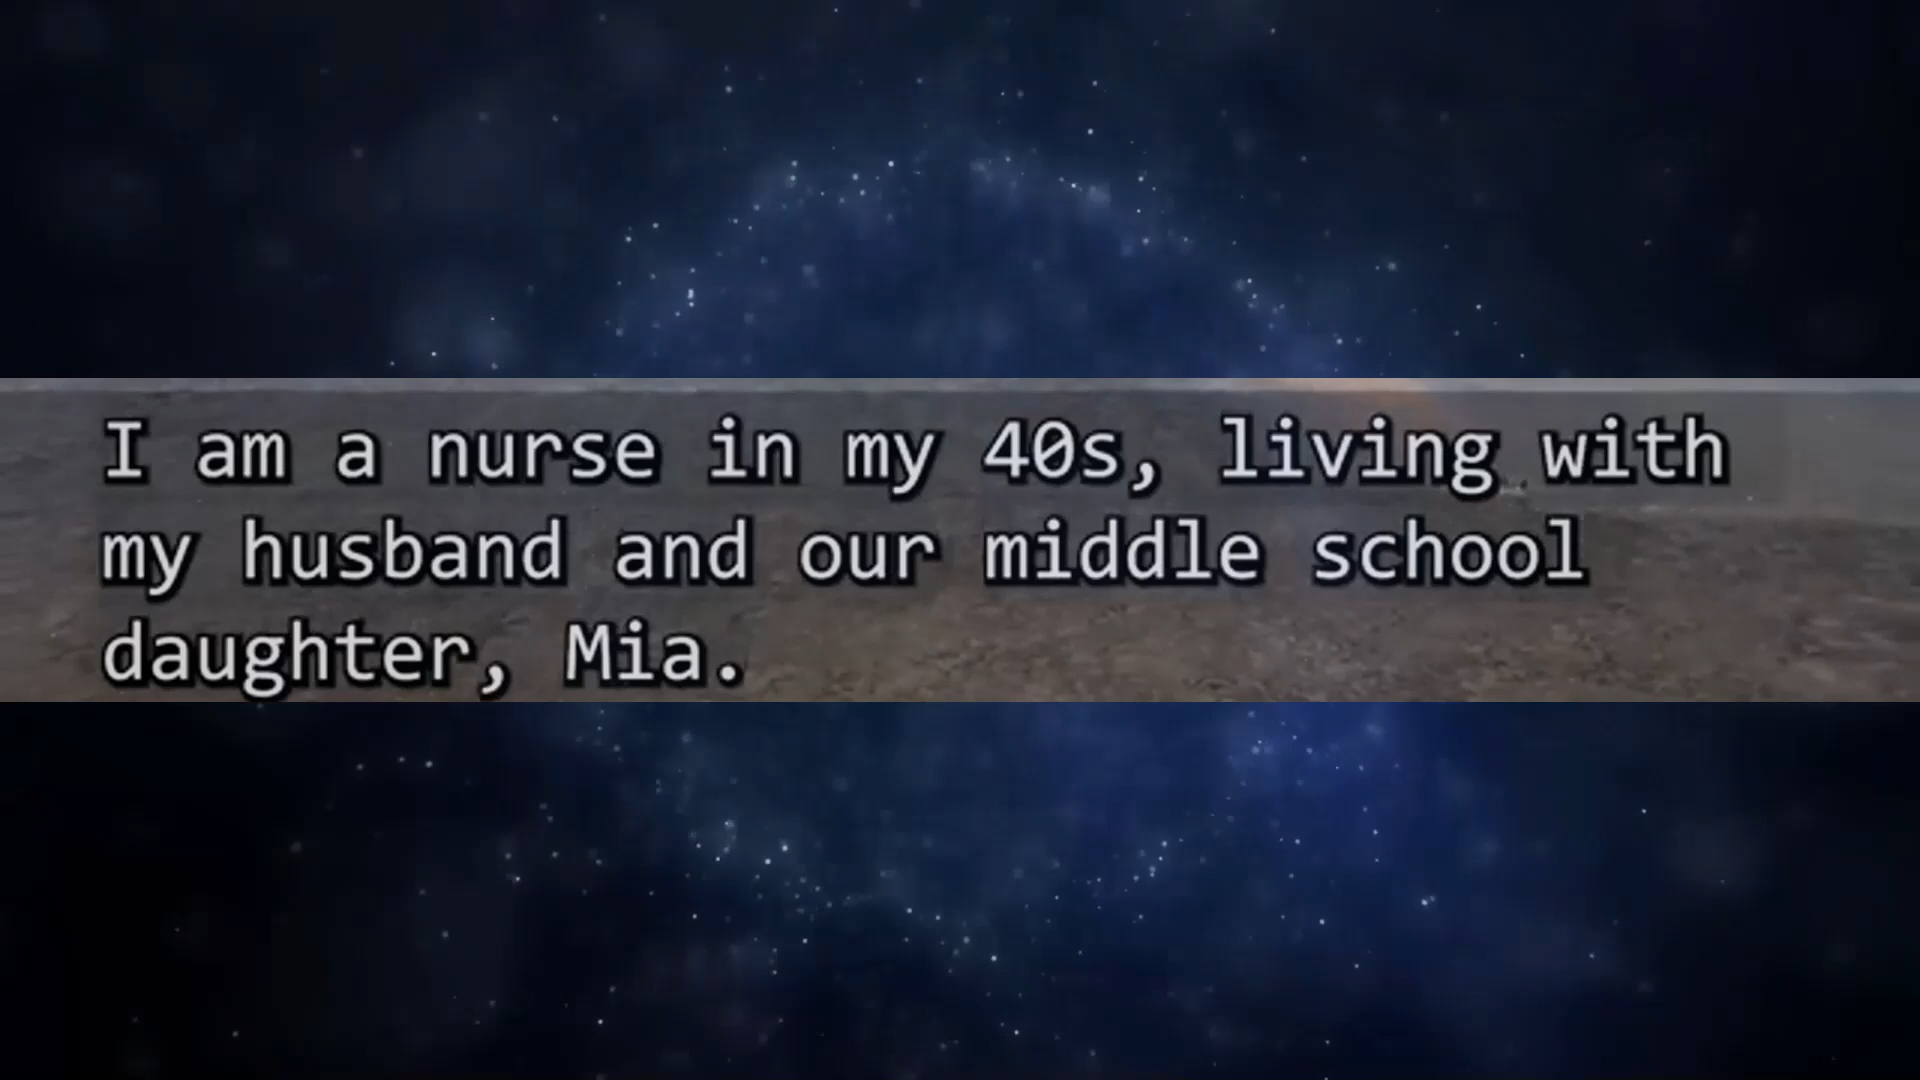 I am a nurse in my 40s, living with
my husband and our middle school
daughter, Mia.